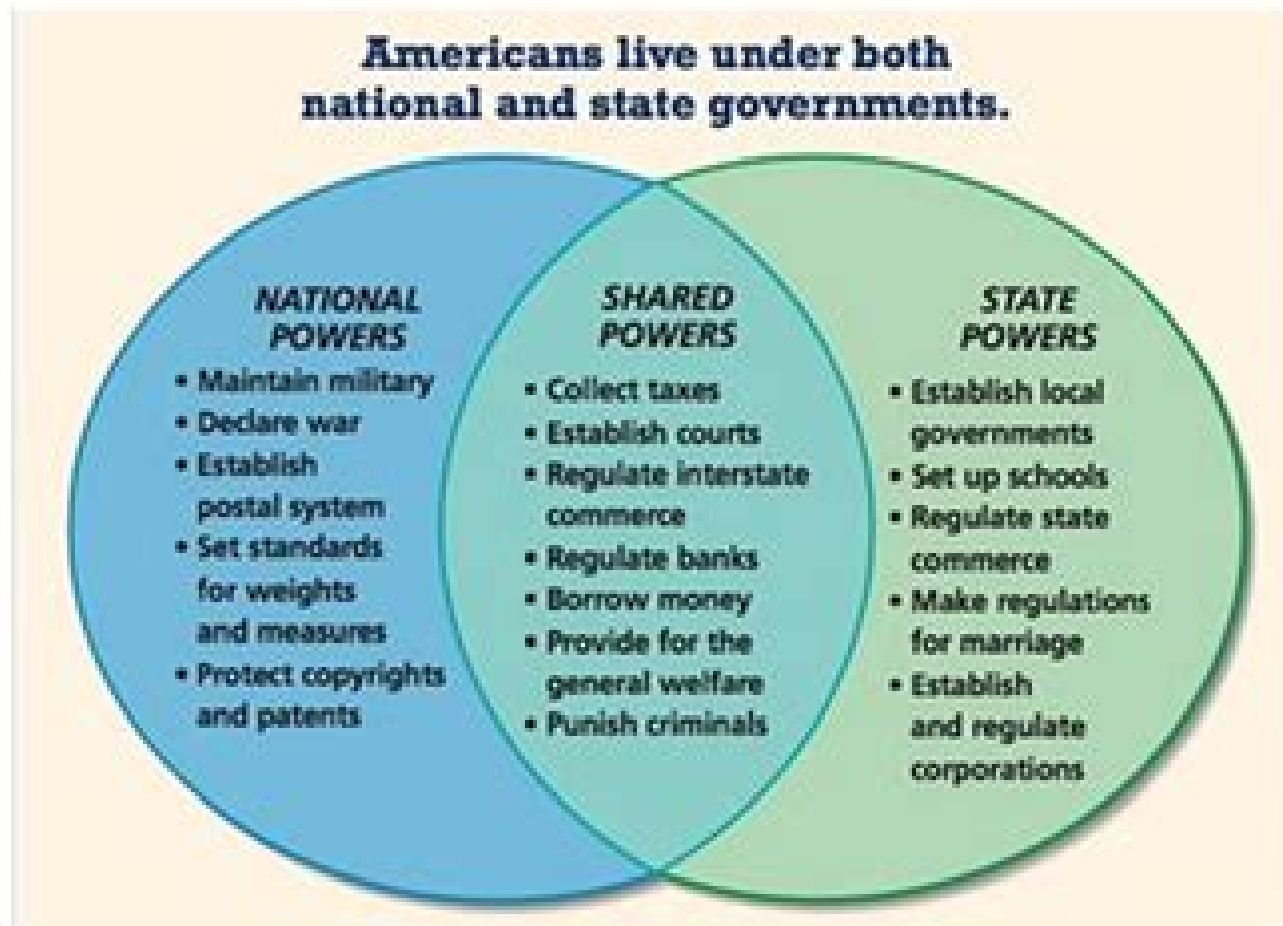 Americans live under both
national and state governments.
NATIONAL
POWERS
• Maintain military
• Declare war
• Establish
postal system
• Set standards
for weights
and measures
• Protect copyrights
and patents
SHARED
POWERS
• Collect taxes
• Establish courts
• Regulate interstate
commerce
• Regulate banks
• Borrow money
• Provide for the
general welfare
• Punish criminals
STATE
POWERS
• Establish local
governments
• Set up schools
• Regulate state
commerce
• Make regulations
for marriage
• Establish
and regulate
corporations